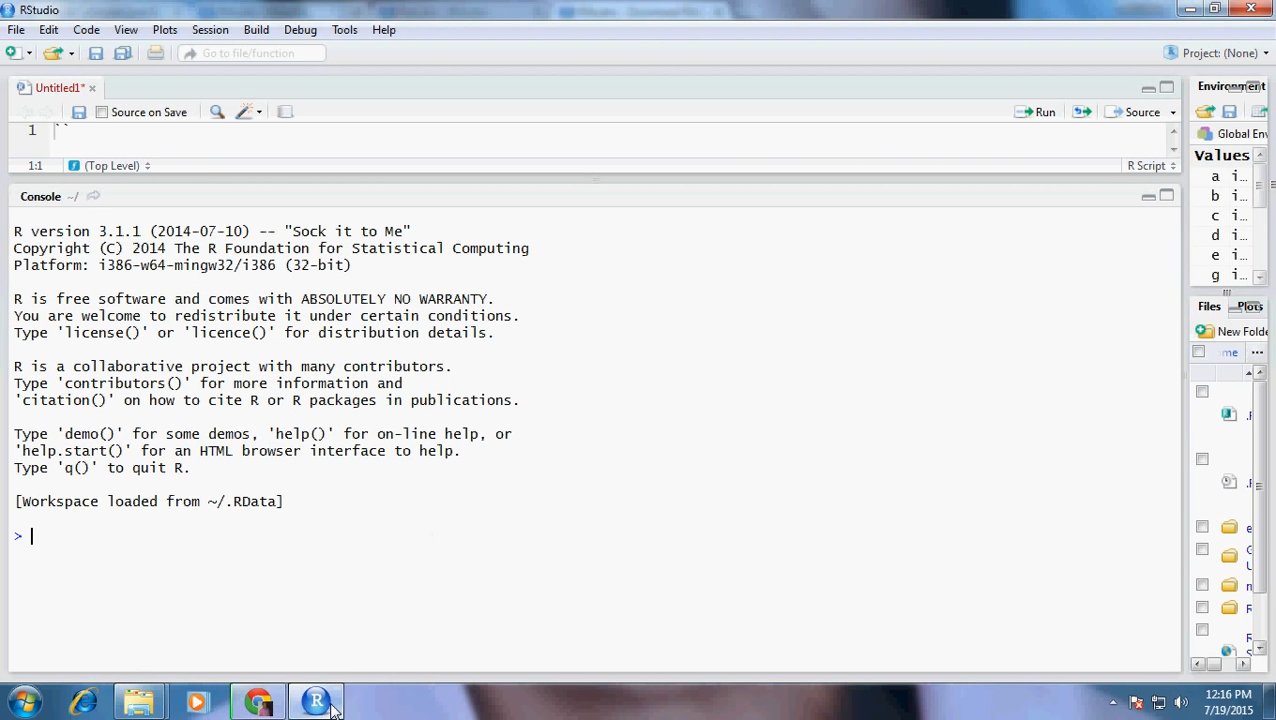 RStudio
File Edit Code View Plots Session Build Debug Tools Help
Go to file/function
Project: (None)
Untitled1*
Source on Save
Run
Source
1 ``
1:1 (Top Level)
R Script
Console ~/
R version 3.1.1 (2014-07-10) -- "Sock it to Me"
Copyright (C) 2014 The R Foundation for Statistical Computing
Platform: i386-w64-mingw32/i386 (32-bit)
R is free software and comes with ABSOLUTELY NO WARRANTY.
You are welcome to redistribute it under certain conditions.
Type 'license()' or 'licence()' for distribution details.
R is a collaborative project with many contributors.
Type 'contributors()' for more information and
'citation()' on how to cite R or R packages in publications.
Type 'demo()' for some demos, 'help()' for on-line help, or
'help.start()' for an HTML browser interface to help.
Type 'q()' to quit R.
[Workspace loaded from ~/.RData]
>
Environment
Global Env
Values
a i...
b i...
c i...
d i...
e i...
g i...
Files Plots
New Folde
me
12:16 PM
7/19/2015